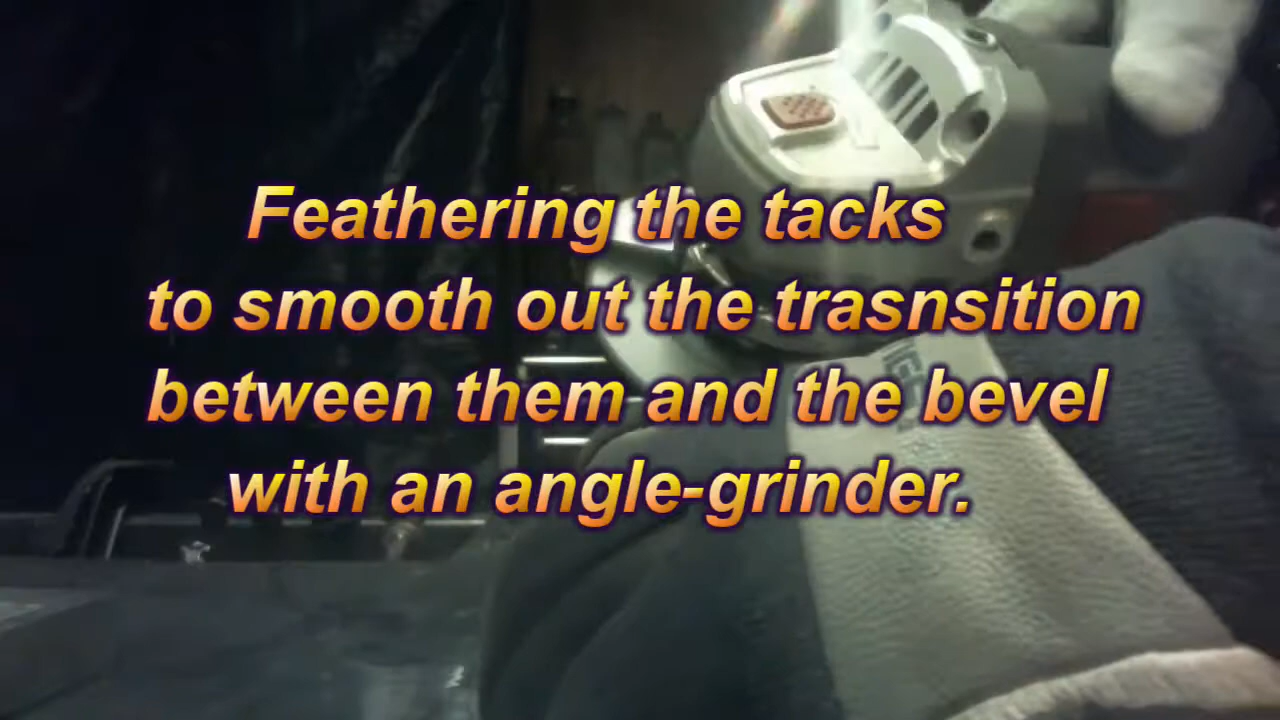 Feathering the tacks
to smooth out the trasnsition
between them and the bevel
with an angle-grinder.